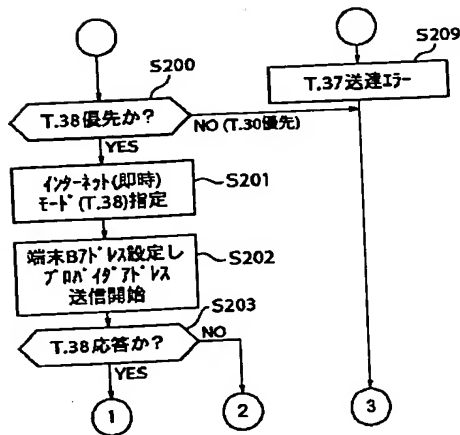 S200
T.38優先か?
NO (T.30優先)
YES
S209
T.37送達エラー
インターネット(即時)
モード(T.38)指定
S201
端末Bアドレス設定し
プロバイダアドレス
送信開始
S202
S203
T.38応答か?
NO
YES
1
2
3